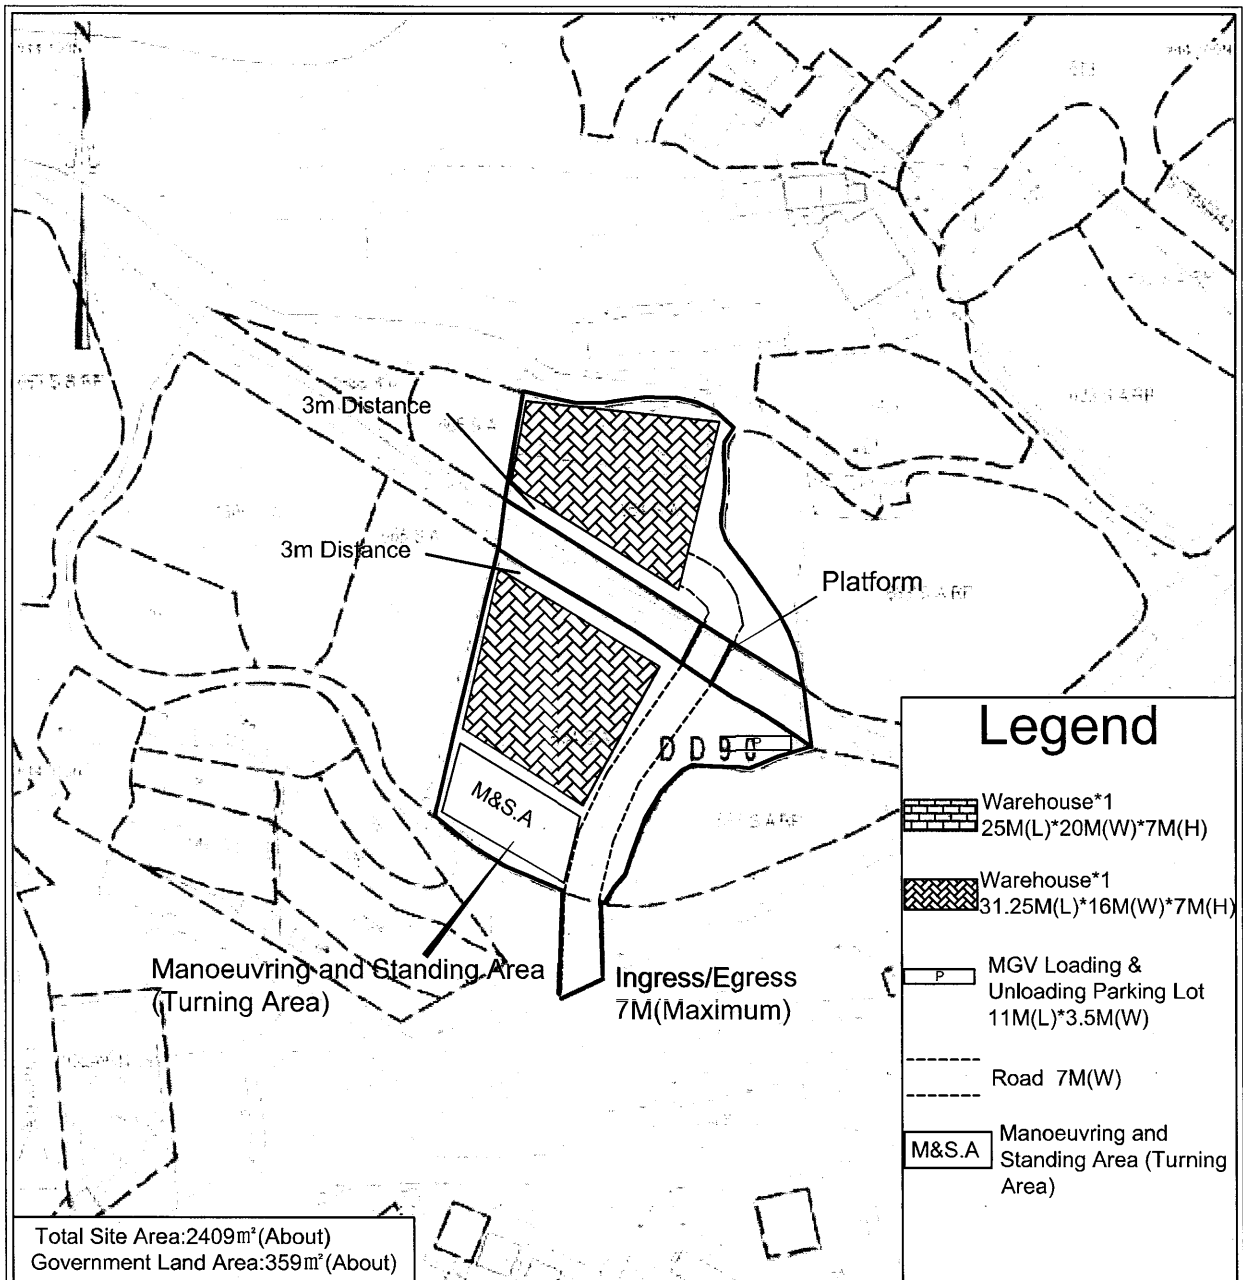 3m Distance
3m Distance
Platform
DD90
P
M&S.A
Manoeuvring and Standing Area
(Turning Area)
Ingress/Egress
7M(Maximum)
Legend
Warehouse*1
25M(L)*20M(W)*7M(H)
Warehouse*1
31.25M(L)*16M(W)*7M(H)
P
MGV Loading &
Unloading Parking Lot
11M(L)*3.5M(W)
Road 7M(W)
M&S.A
Manoeuvring and
Standing Area (Turning
Area)
Total Site Area:2409㎡(About)
Government Land Area:359㎡(About)